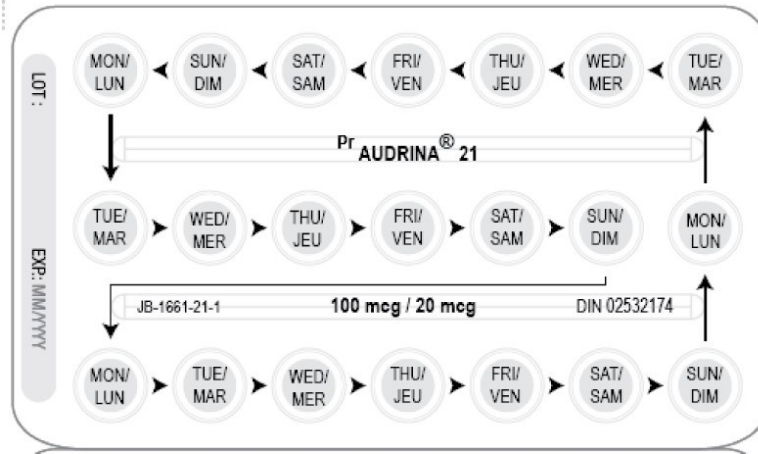 LOT :
EXP: MM/YYYY
MON/ SUN/ SAT/ FRI/ THU/ WED/ TUE/
LUN DIM SAM VEN JEU MER MAR
Pr AUDRINA® 21
TUE/ WED/ THU/ FRI/ SAT/ SUN/ MON/
MAR MER JEU VEN SAM DIM LUN
JB-1661-21-1 100 mcg / 20 mcg DIN 02532174
MON/ TUE/ WED/ THU/ FRI/ SAT/ SUN/
LUN MAR MER JEU VEN SAM DIM